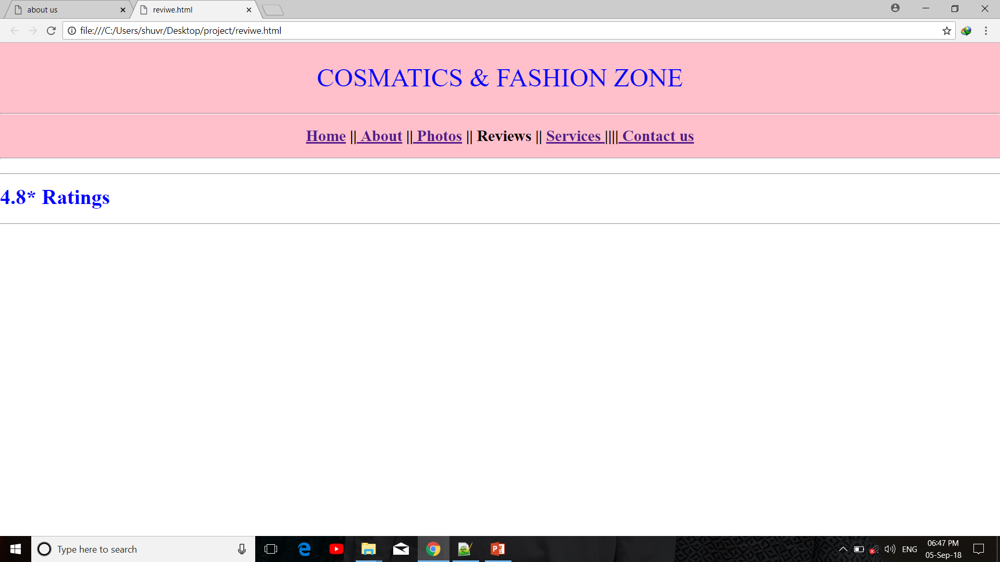 about us
reviwe.html
file:///C:/Users/shuvr/Desktop/project/reviwe.html
COSMATICS & FASHION ZONE
Home || About || Photos || Reviews || Services |||| Contact us
4.8* Ratings
Type here to search
ENG
06:47 PM
05-Sep-18